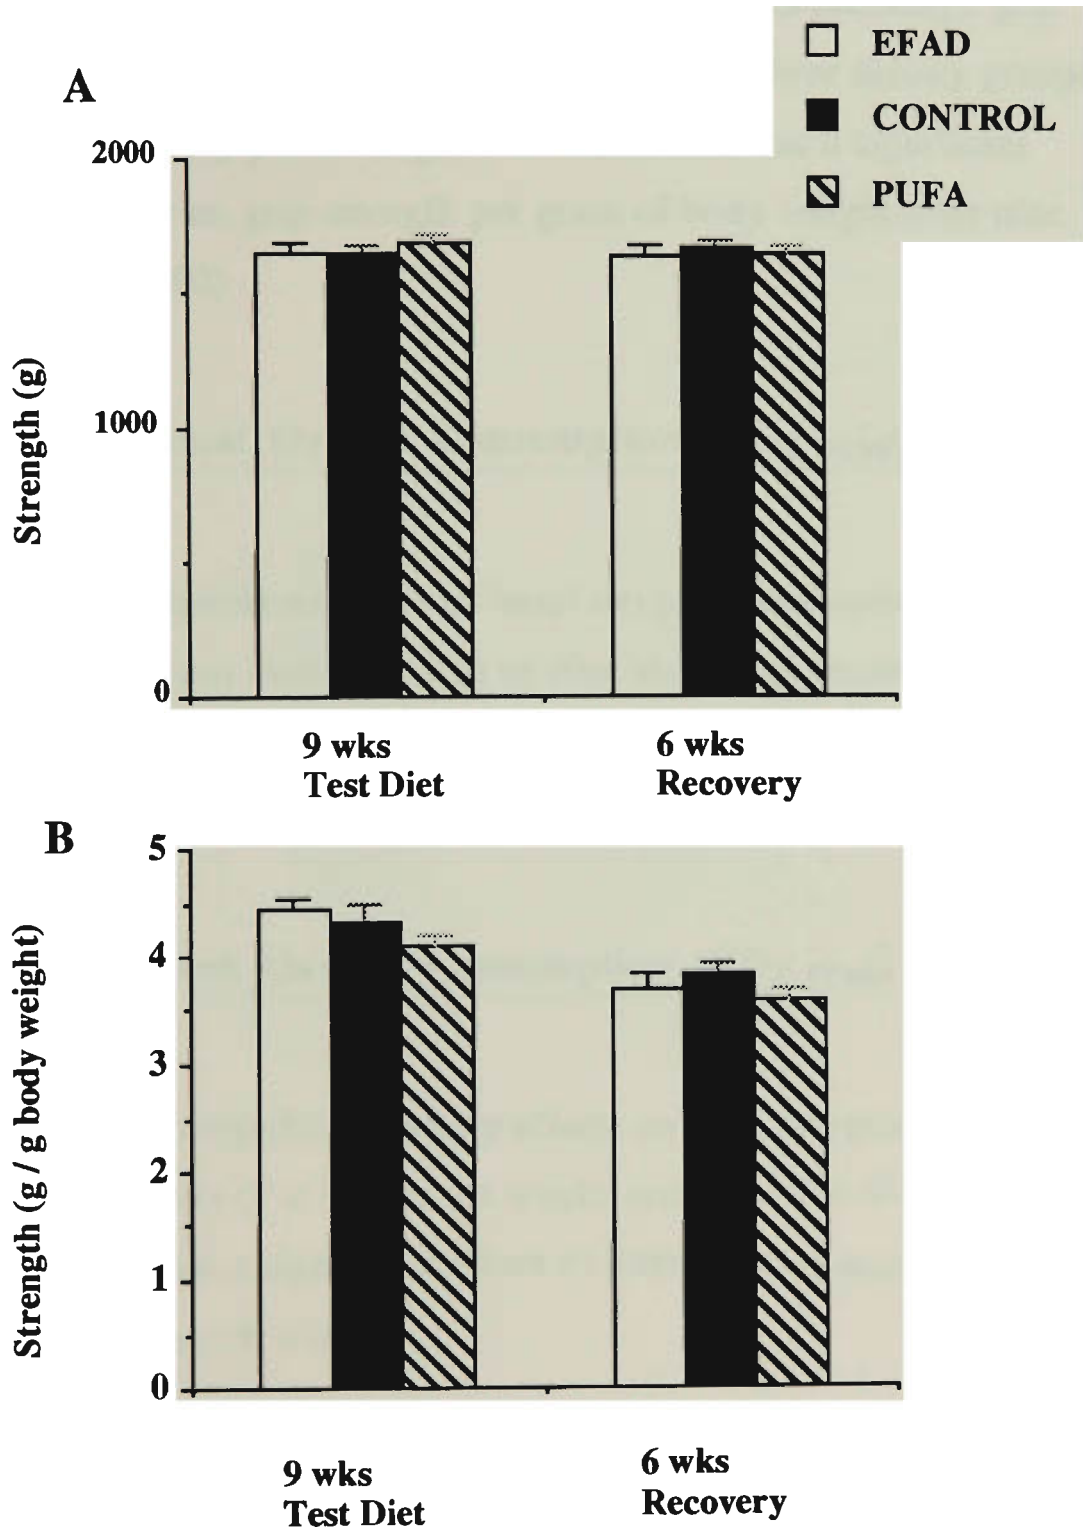 EFAD
CONTROL
PUFA
A
2000
1000
0
Strength (g)
9 wks
Test Diet
6 wks
Recovery
B
5
4
3
2
1
0
Strength (g / g body weight)
9 wks
Test Diet
6 wks
Recovery